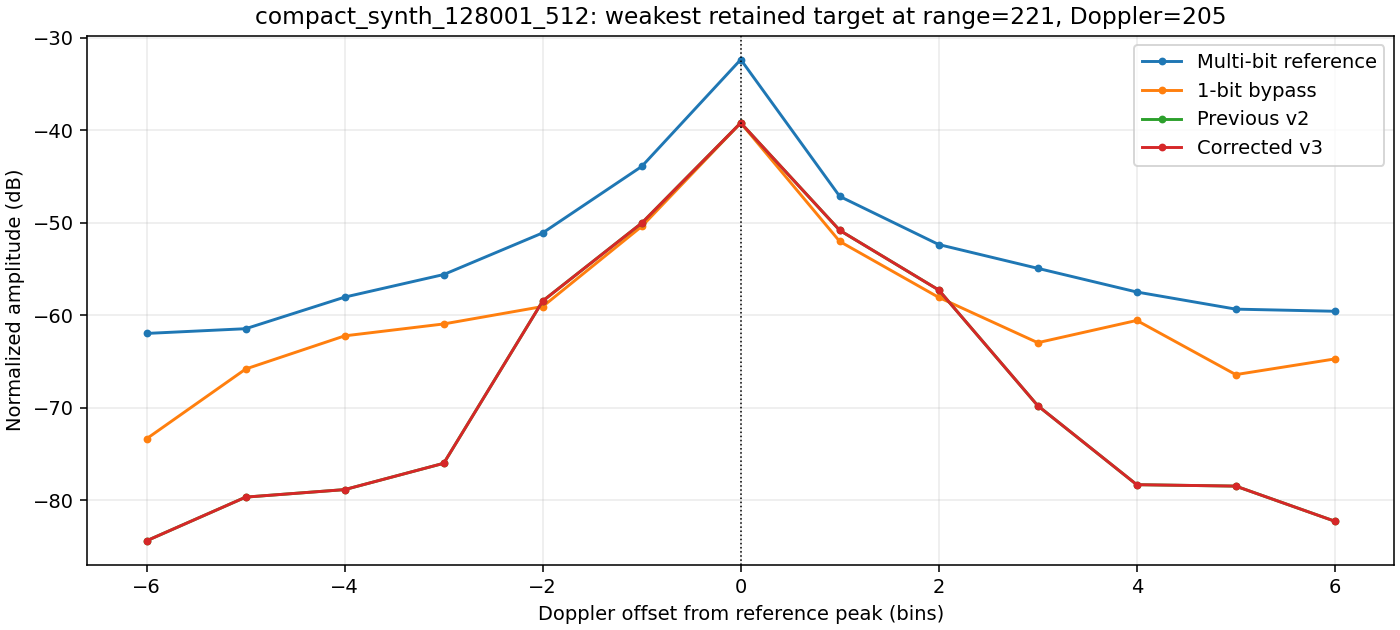 compact_synth_128001_512: weakest retained target at range=221, Doppler=205
Normalized amplitude (dB)
−30
−40
−50
−60
−70
−80
Multi-bit reference
1-bit bypass
Previous v2
Corrected v3
−6
−4
−2
0
2
4
6
Doppler offset from reference peak (bins)